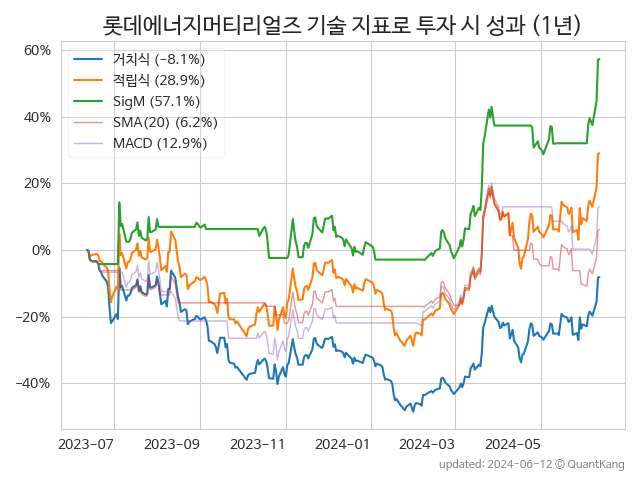 롯데에너지머티리얼즈 기술 지표로 투자 시 성과 (1년)
60%
40%
20%
0%
−20%
−40%
거치식 (−8.1%)
적립식 (28.9%)
SigM (57.1%)
SMA(20) (6.2%)
MACD (12.9%)
2023-07 2023-09 2023-11 2024-01 2024-03 2024-05
updated: 2024-06-12 © QuantKang